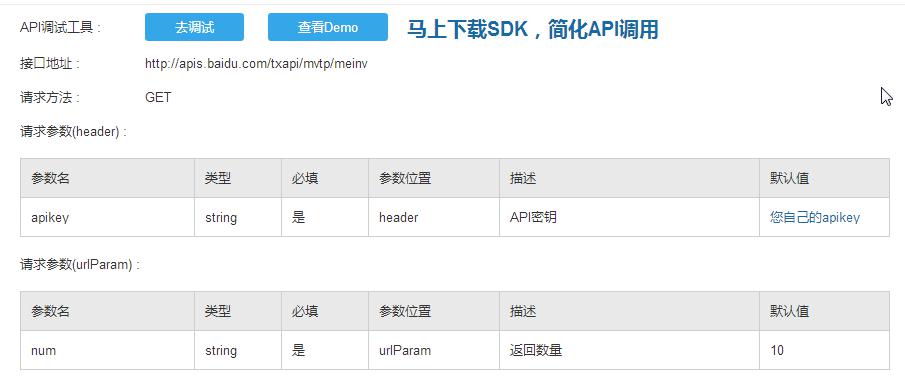 API调试工具： 去调试 查看Demo 马上下载SDK，简化API调用
接口地址： http://apis.baidu.com/txapi/mvtp/meinv
请求方法： GET
请求参数(header)：
参数名 类型 必填 参数位置 描述 默认值
apikey string 是 header API密钥 您自己的apikey
请求参数(urlParam)：
参数名 类型 必填 参数位置 描述 默认值
num string 是 urlParam 返回数量 10